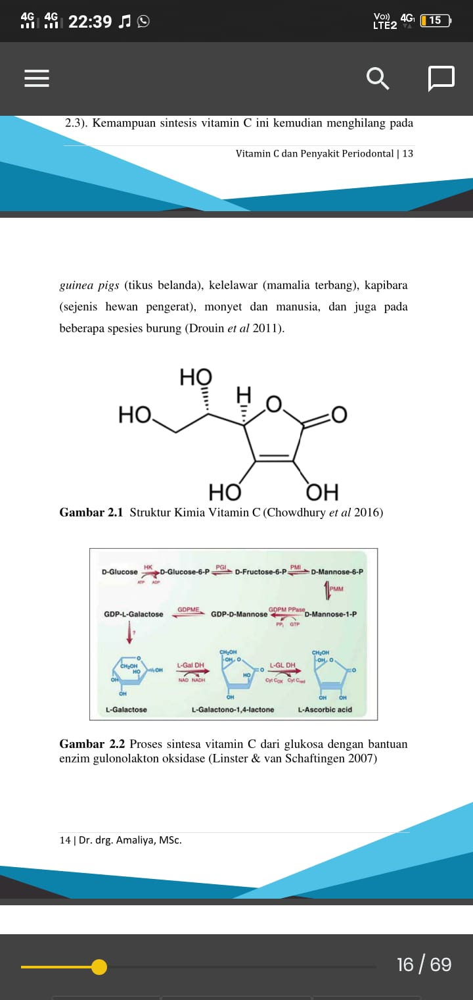 4G 4G 22:39 Vo)) LTE2 4G 15
2.3). Kemampuan sintesis vitamin C ini kemudian menghilang pada
Vitamin C dan Penyakit Periodontal | 13
guinea pigs (tikus belanda), kelelawar (mamalia terbang), kapibara
(sejenis hewan pengerat), monyet dan manusia, dan juga pada
beberapa spesies burung (Drouin et al 2011).
HO
H
O
HO
O
HO
OH
Gambar 2.1 Struktur Kimia Vitamin C (Chowdhury et al 2016)
HK PGI PMI
D-Glucose D-Glucose-6-P D-Fructose-6-P D-Mannose-6-P
ATP ADP
PMM
GDPME GDPM PPase
GDP-L-Galactose GDP-D-Mannose D-Mannose-1-P
PPi GTP
?
O
CH₂OH
HO
OH
OH
OH
L-Gal DH
NAD NADH
CH₂OH
OH O
O
HO
OH
L-GL DH
Cyt Cox Cyt Cred
CH₂OH
OH O
O
OH OH
L-Galactose L-Galactono-1,4-lactone L-Ascorbic acid
Gambar 2.2 Proses sintesa vitamin C dari glukosa dengan bantuan
enzim gulonolakton oksidase (Linster & van Schaftingen 2007)
14 | Dr. drg. Amaliya, MSc.
16 / 69